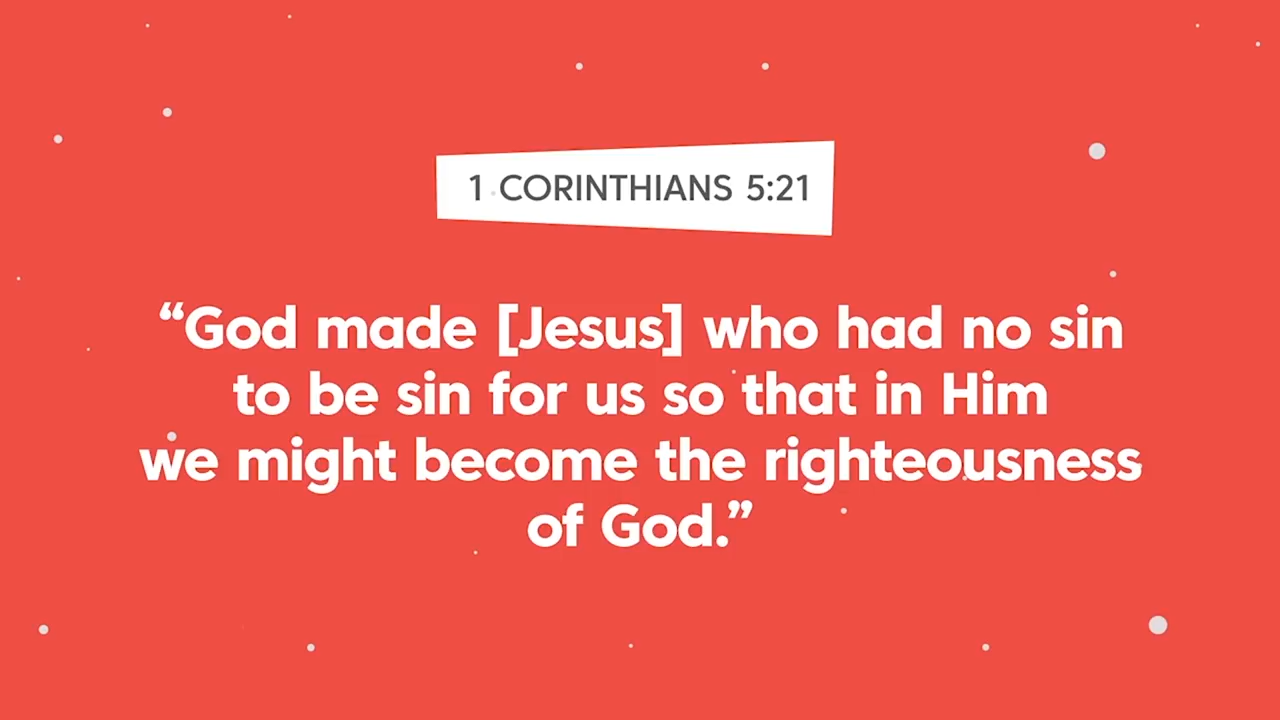 1 CORINTHIANS 5:21
“God made [Jesus] who had no sin
to be sin for us so that in Him
we might become the righteousness
of God.”